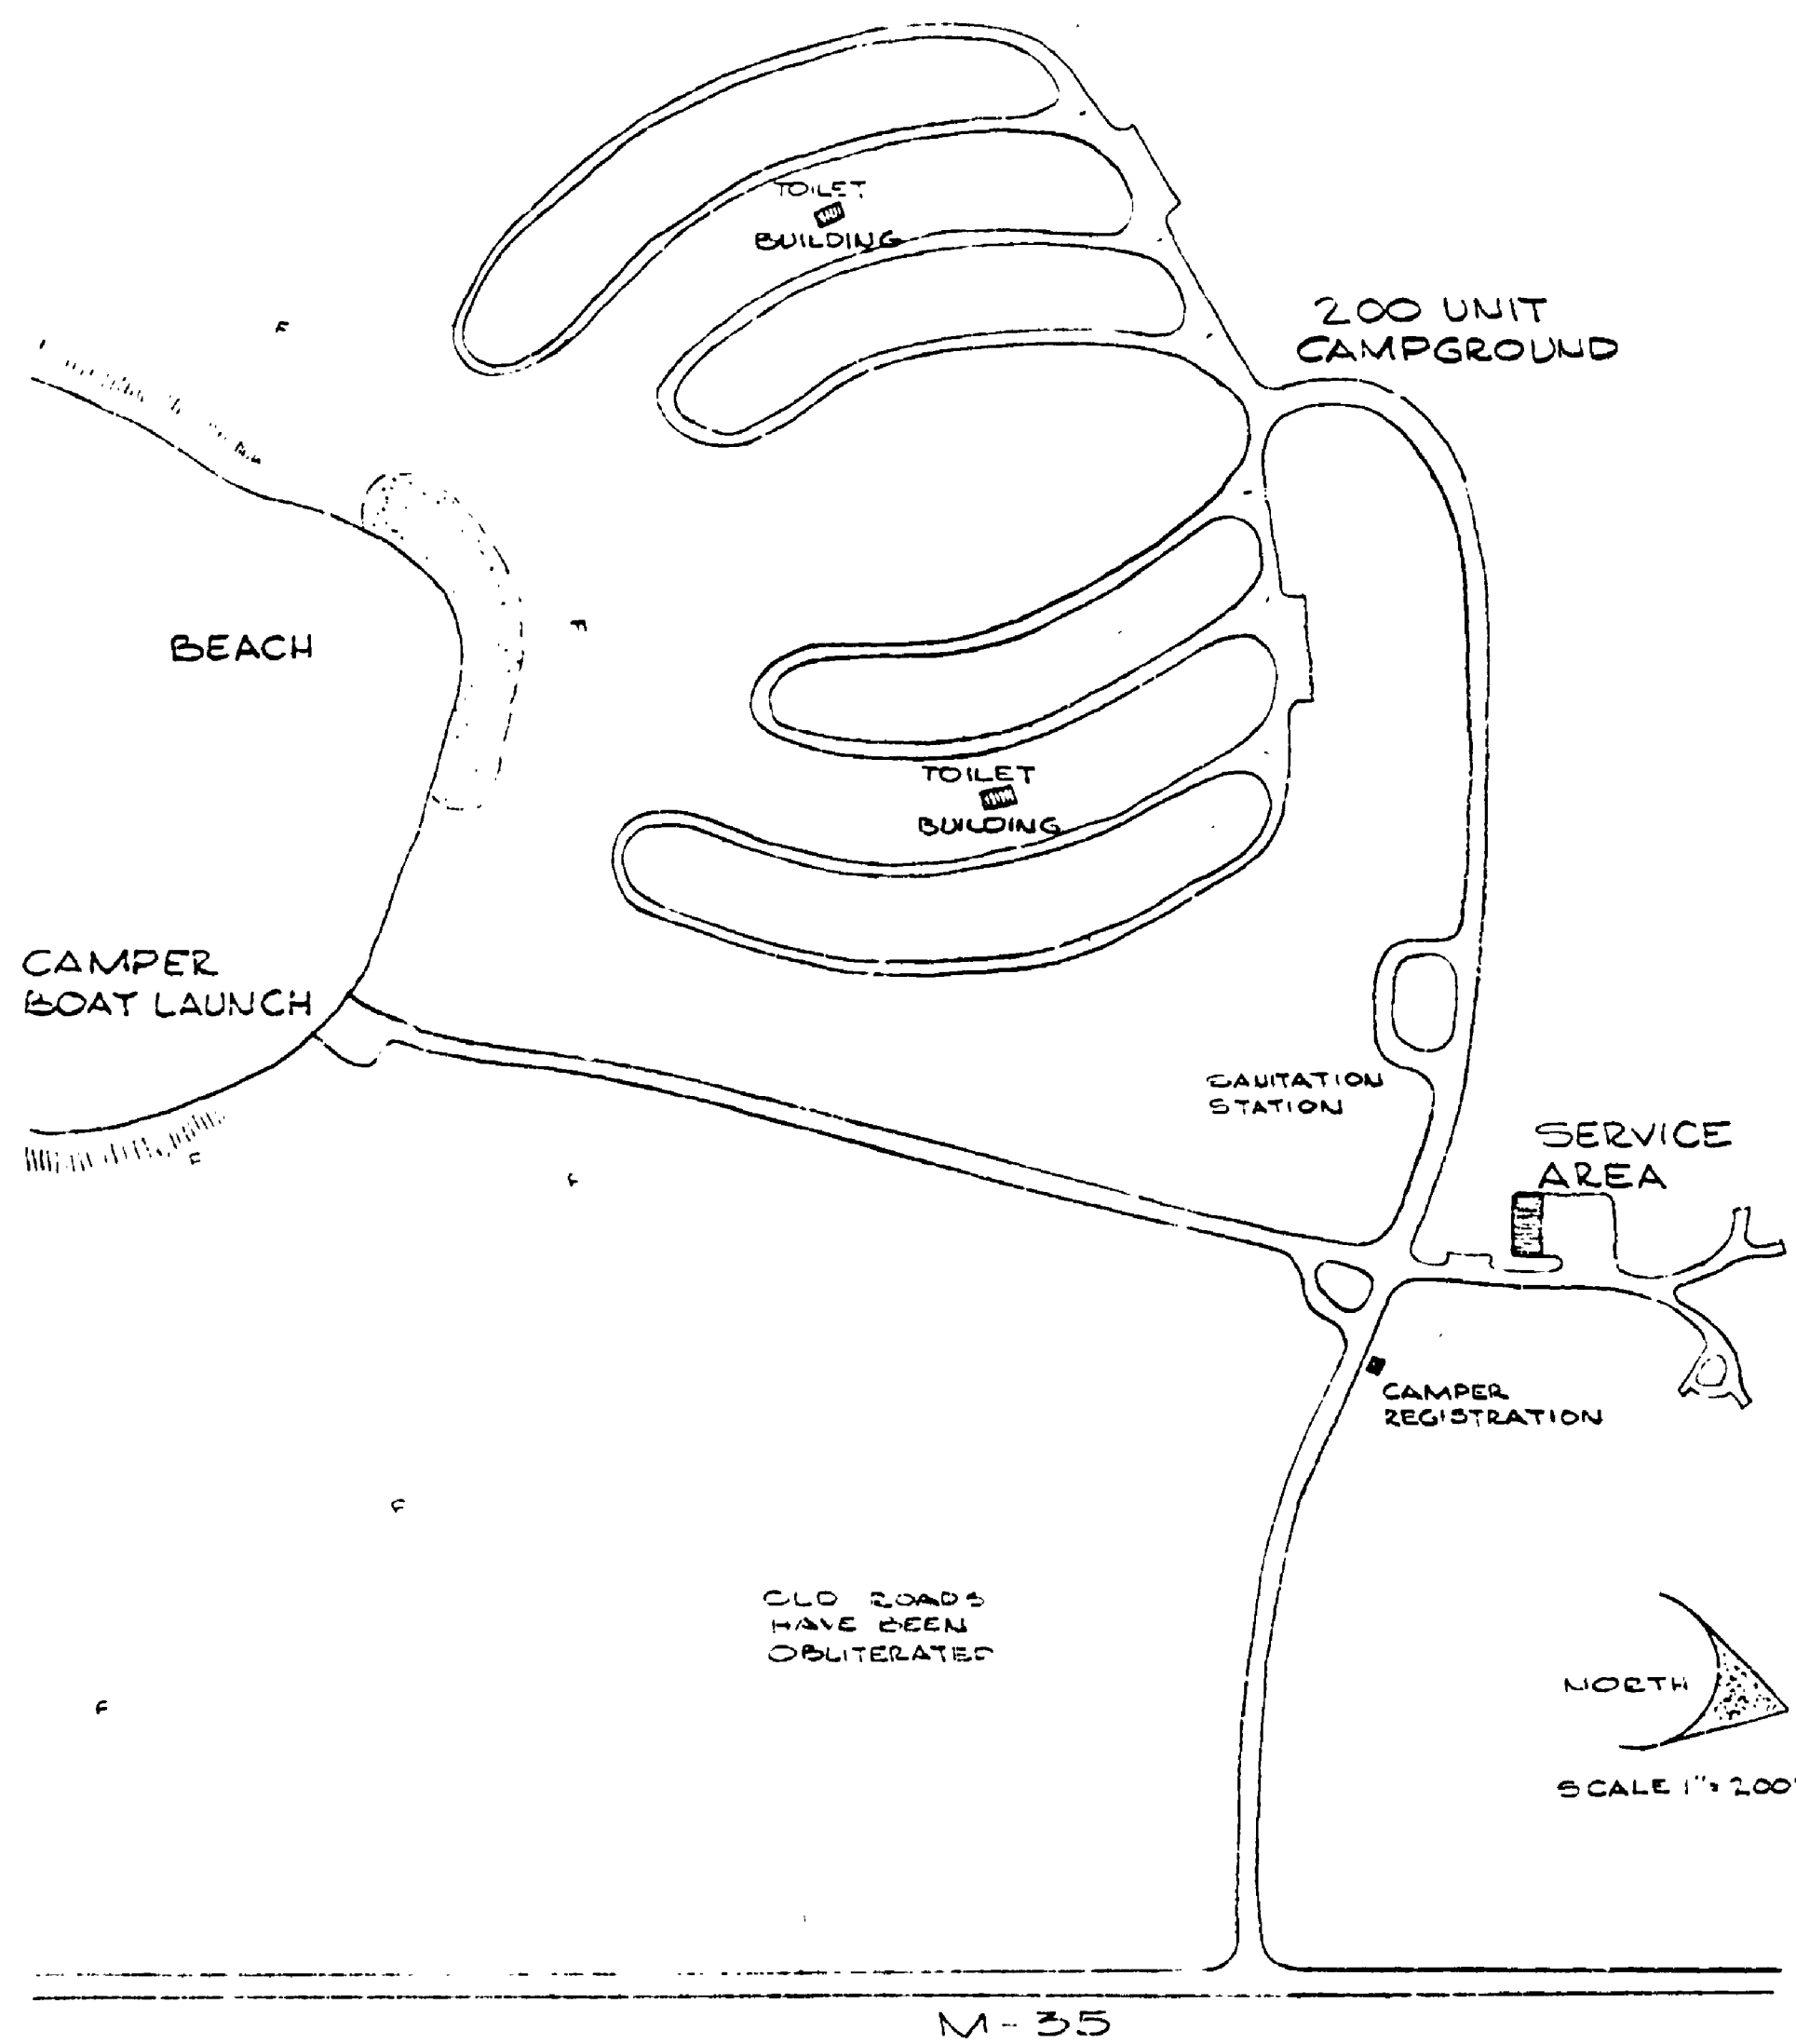 TOILET
BUILDING
F
200 UNIT
CAMPGROUND
F
BEACH
TOILET
BUILDING
CAMPER
BOAT LAUNCH
SANITATION
STATION
SERVICE
AREA
F
F
CAMPER
REGISTRATION
F
OLD ROADS
HAVE BEEN
OBLITERATED
NORTH
F
SCALE 1"= 200'
M-35